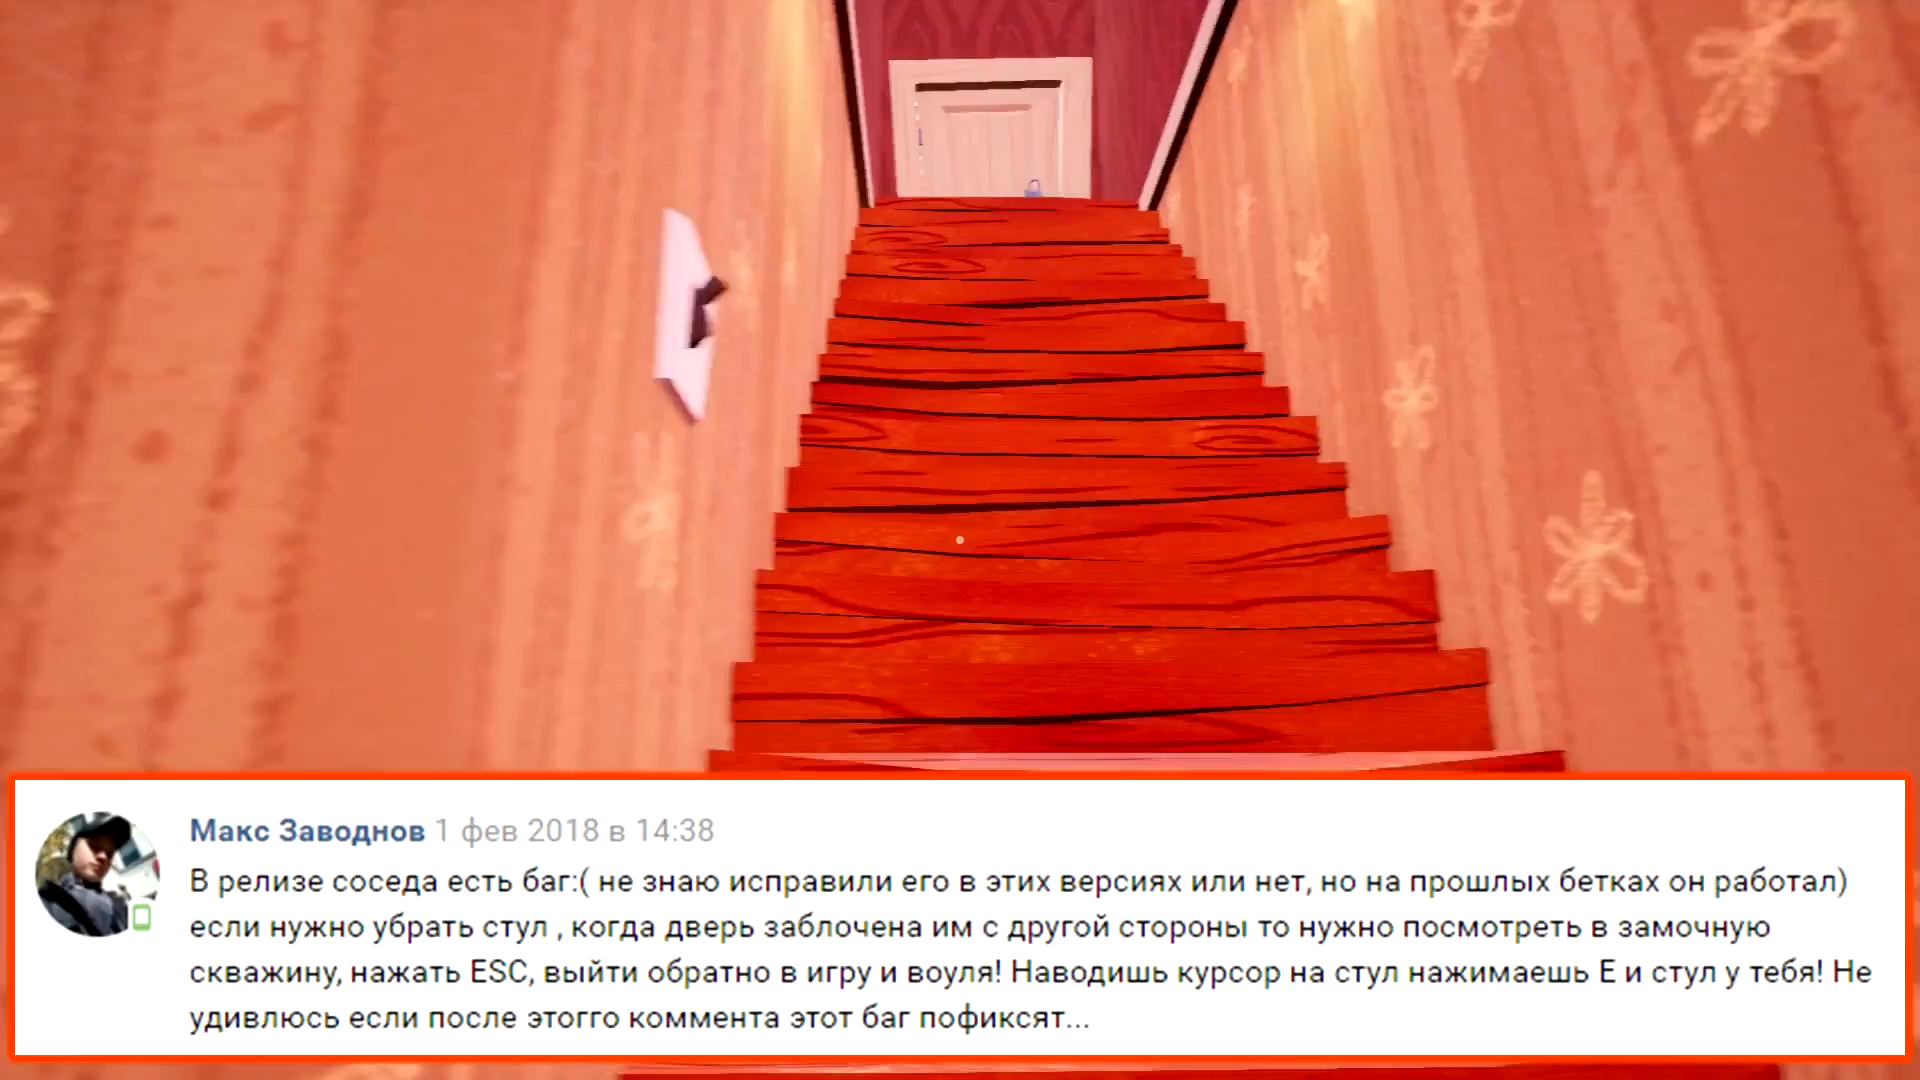 Макс Заводнов 1 фев 2018 в 14:38
В релизе соседа есть баг:( не знаю исправили его в этих версиях или нет, но на прошлых бетках он работал)
если нужно убрать стул , когда дверь заблочена им с другой стороны то нужно посмотреть в замочную
скважину, нажать ESC, выйти обратно в игру и воуля! Наводишь курсор на стул нажимаешь Е и стул у тебя! Не
удивлюсь если после этогго коммента этот баг пофиксят...